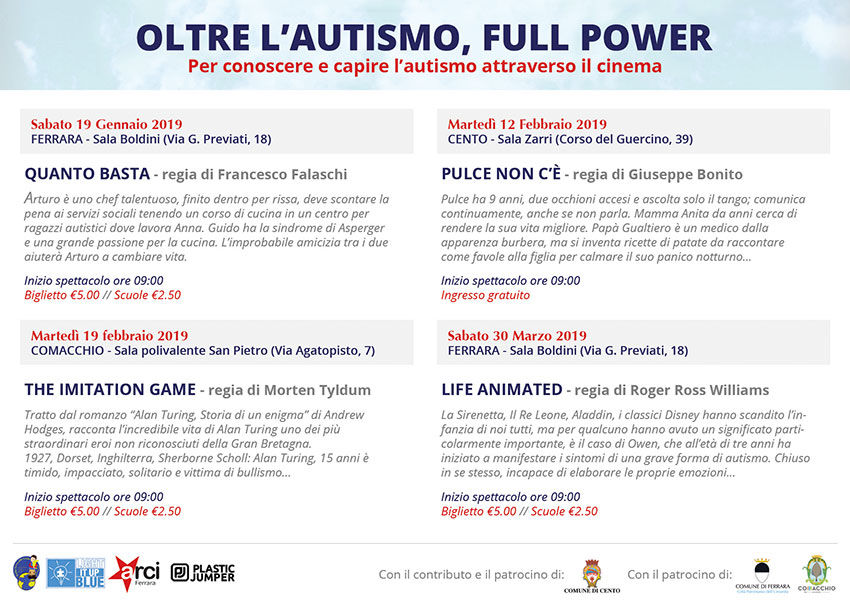 OLTRE L'AUTISMO, FULL POWER
Per conoscere e capire l'autismo attraverso il cinema
Sabato 19 Gennaio 2019
FERRARA - Sala Boldini (Via G. Previati, 18)
QUANTO BASTA - regia di Francesco Falaschi
Arturo è uno chef talentuoso, finito dentro per rissa, deve scontare la
pena ai servizi sociali tenendo un corso di cucina in un centro per
ragazzi autistici dove lavora Anna. Guido ha la sindrome di Asperger
e una grande passione per la cucina. L'improbabile amicizia tra i due
aiuterà Arturo a cambiare vita.
Inizio spettacolo ore 09:00
Biglietto €5.00 // Scuole €2.50
Martedì 12 Febbraio 2019
CENTO - Sala Zarri (Corso del Guercino, 39)
PULCE NON C'È - regia di Giuseppe Bonito
Pulce ha 9 anni, due occhioni accesi e ascolta solo il tango; comunica
continuamente, anche se non parla. Mamma Anita da anni cerca di
rendere la sua vita migliore. Papà Gualtiero è un medico dalla
apparenza burbera, ma si inventa ricette di patate da raccontare
come favole alla figlia per calmare il suo panico notturno...
Inizio spettacolo ore 09:00
Ingresso gratuito
Martedì 19 febbraio 2019
COMACCHIO - Sala polivalente San Pietro (Via Agatopisto, 7)
THE IMITATION GAME - regia di Morten Tyldum
Tratto dal romanzo “Alan Turing, Storia di un enigma” di Andrew
Hodges, racconta l'incredibile vita di Alan Turing uno dei più
straordinari eroi non riconosciuti della Gran Bretagna.
1927, Dorset, Inghilterra, Sherborne Scholl: Alan Turing, 15 anni è
timido, impacciato, solitario e vittima di bullismo...
Inizio spettacolo ore 09:00
Biglietto €5.00 // Scuole €2.50
Sabato 30 Marzo 2019
FERRARA - Sala Boldini (Via G. Previati, 18)
LIFE ANIMATED - regia di Roger Ross Williams
La Sirenetta, Il Re Leone, Aladdin, i classici Disney hanno scandito l'in-
fanzia di noi tutti, ma per qualcuno hanno avuto un significato parti-
colarmente importante, è il caso di Owen, che all'età di tre anni ha
iniziato a manifestare i sintomi di una grave forma di autismo. Chiuso
in se stesso, incapace di elaborare le proprie emozioni...
Inizio spettacolo ore 09:00
Biglietto €5.00 // Scuole €2.50
LIGHT
IT UP
BLUE
arci
Ferrara
PLASTIC
JUMPER
Con il contributo e il patrocino di:
COMUNE DI CENTO
Con il patrocino di:
COMUNE DI FERRARA
Città Patrimonio dell'Umanità
COMACCHIO